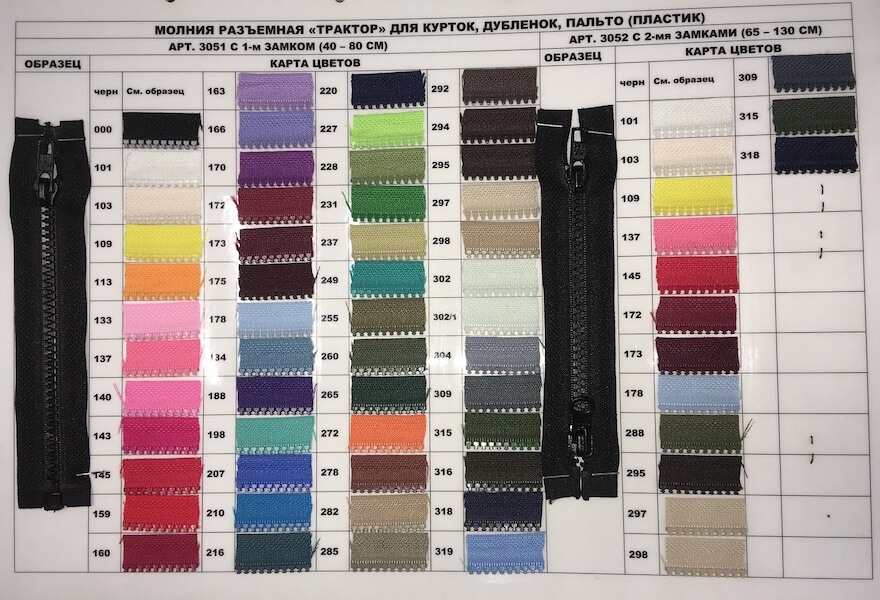 МОЛНИЯ РАЗЪЕМНАЯ «ТРАКТОР» ДЛЯ КУРТОК, ДУБЛЕНОК, ПАЛЬТО (ПЛАСТИК)
АРТ. 3051 С 1-м ЗАМКОМ (40 – 80 СМ) АРТ. 3052 С 2-мя ЗАМКАМИ (65 – 130 СМ)
ОБРАЗЕЦ КАРТА ЦВЕТОВ ОБРАЗЕЦ КАРТА ЦВЕТОВ
черн См. образец 163 220 292 черн См. образец 309
000 166 227 294 101 315
101 170 228 295 103 318
103 172 231 297 109
109 173 237 298 137
113 175 249 302 145
133 178 255 302/1 172
137 184 260 304 173
140 188 265 309 178
143 198 272 315 288
145 207 278 316 295
159 210 282 318 297
160 216 285 319 298